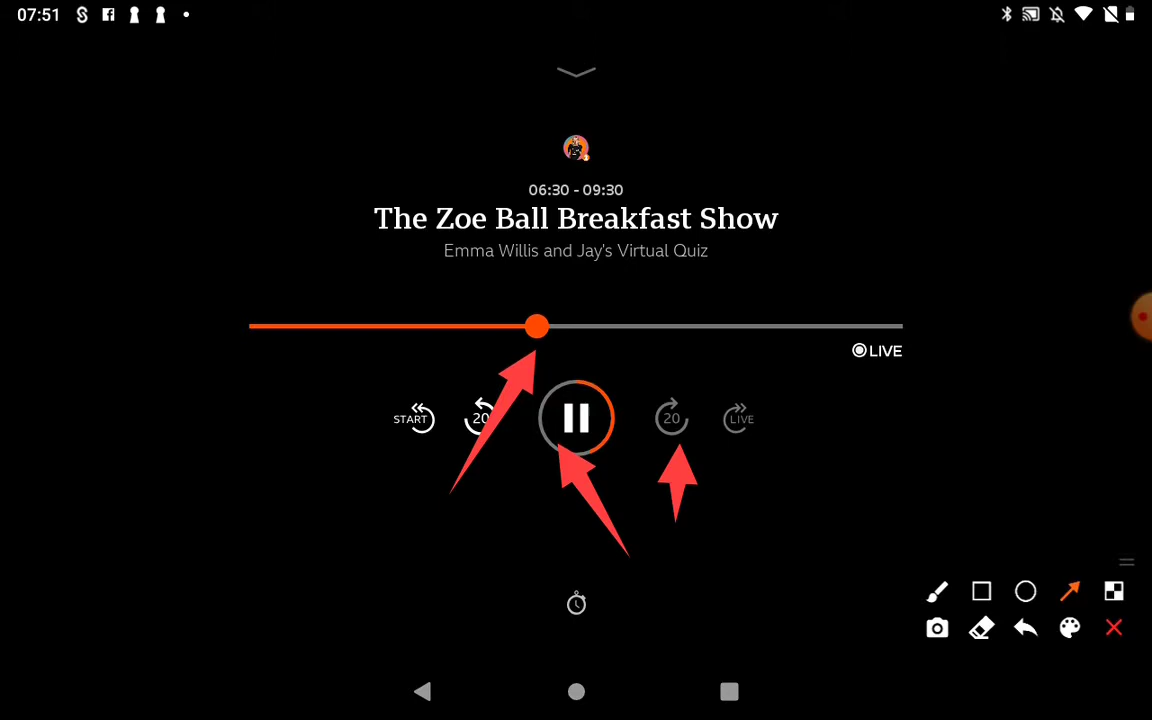 07:51
06:30 - 09:30
The Zoe Ball Breakfast Show
Emma Willis and Jay's Virtual Quiz
LIVE
START 20 20 LIVE